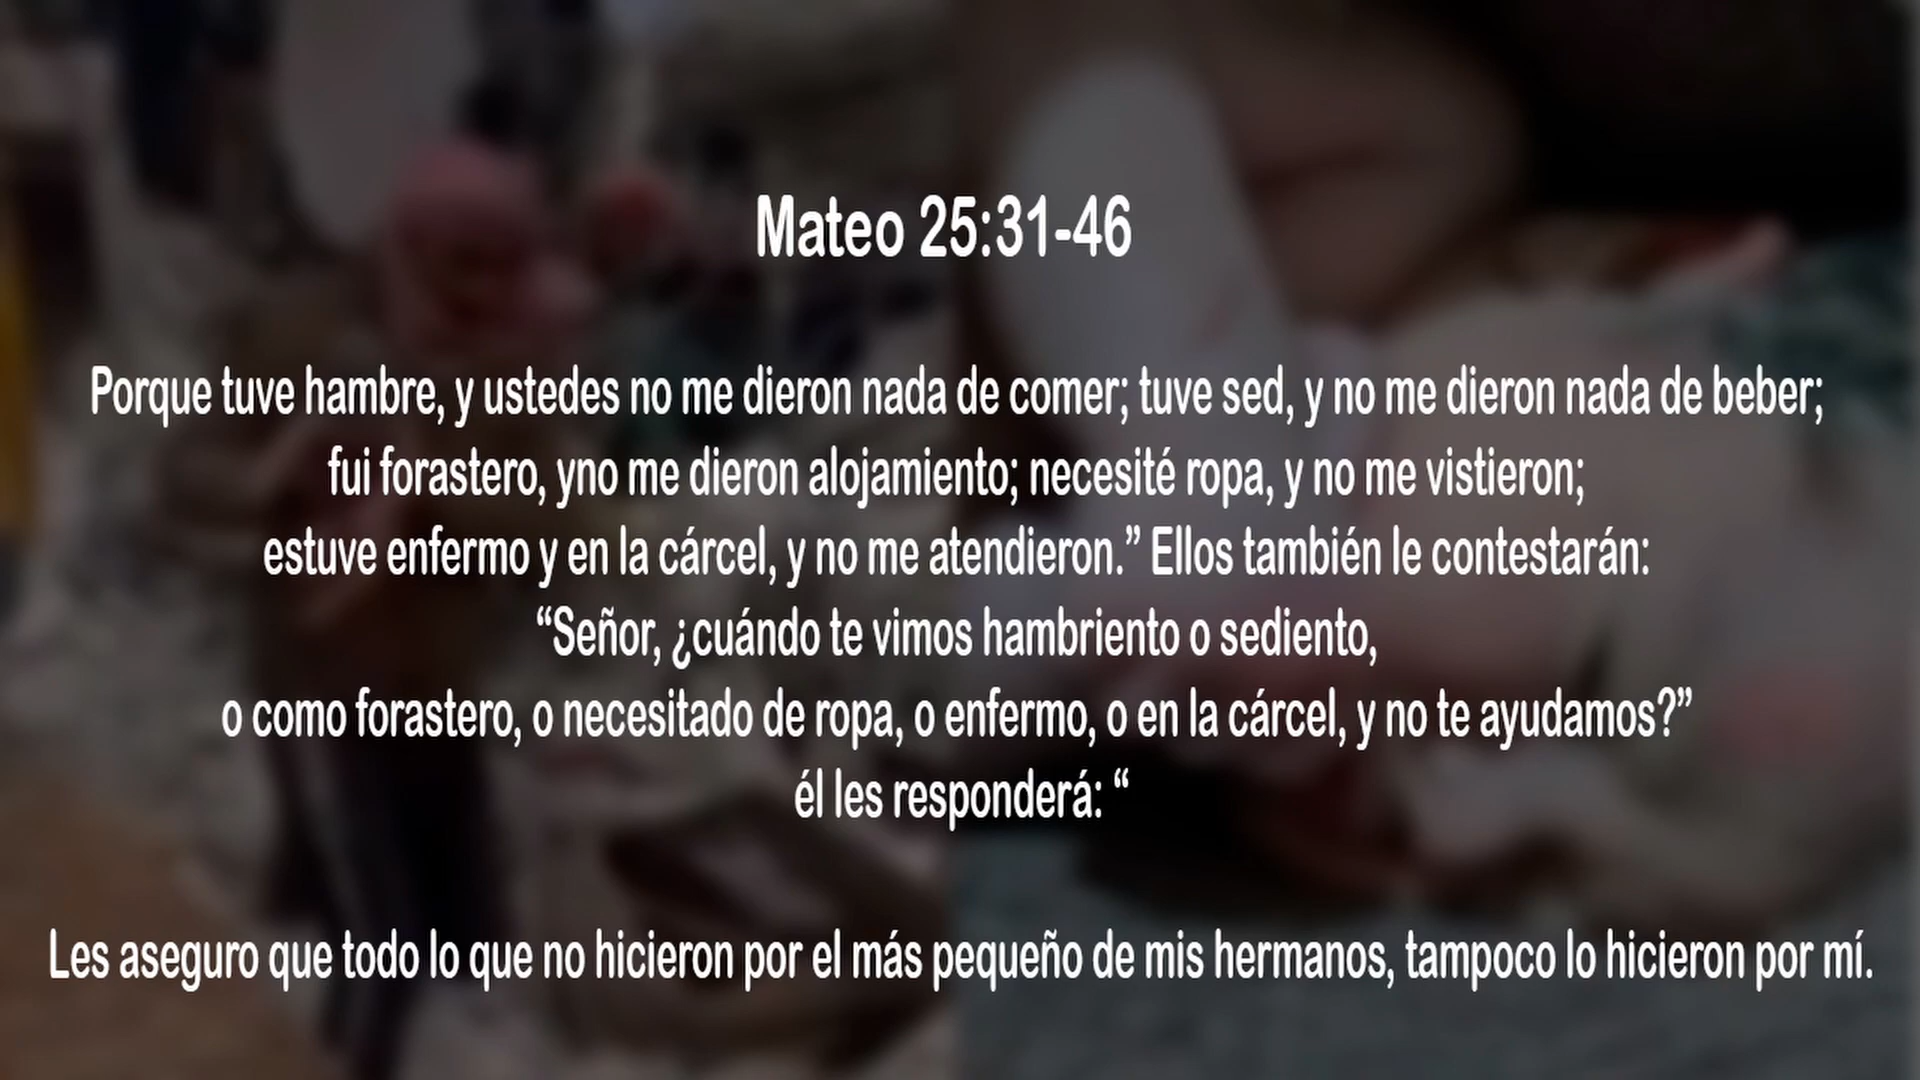 Mateo 25:31-46
Porque tuve hambre, y ustedes no me dieron nada de comer; tuve sed, y no me dieron nada de beber;
fui forastero, yno me dieron alojamiento; necesité ropa, y no me vistieron;
estuve enfermo y en la cárcel, y no me atendieron.” Ellos también le contestarán:
“Señor, ¿cuándo te vimos hambriento o sediento,
o como forastero, o necesitado de ropa, o enfermo, o en la cárcel, y no te ayudamos?”
él les responderá: “
Les aseguro que todo lo que no hicieron por el más pequeño de mis hermanos, tampoco lo hicieron por mí.